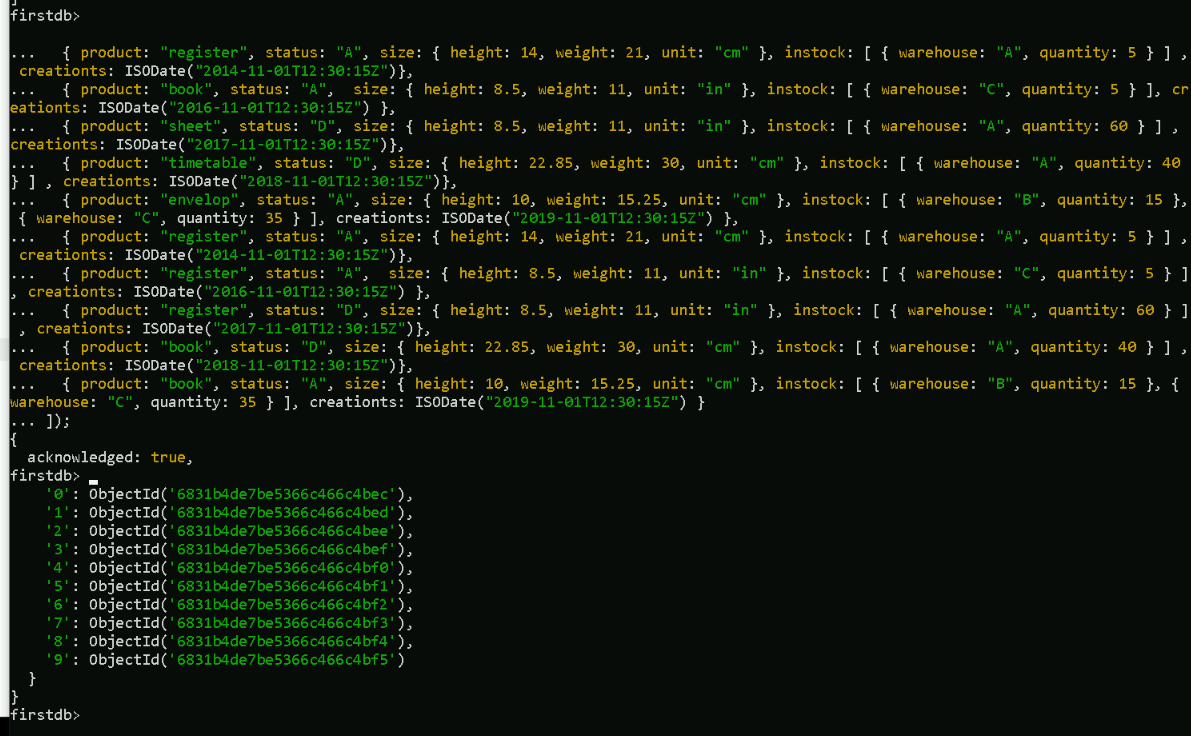 firstdb>
...   { product: "register", status: "A", size: { height: 14, weight: 21, unit: "cm" }, instock: [ { warehouse: "A", quantity: 5 } ] ,
 creationts: ISODate("2014-11-01T12:30:15Z")},
...   { product: "book", status: "A",  size: { height: 8.5, weight: 11, unit: "in" }, instock: [ { warehouse: "C", quantity: 5 } ], cr
eationts: ISODate("2016-11-01T12:30:15Z") },
...   { product: "sheet", status: "D", size: { height: 8.5, weight: 11, unit: "in" }, instock: [ { warehouse: "A", quantity: 60 } ] ,
creationts: ISODate("2017-11-01T12:30:15Z")},
...   { product: "timetable", status: "D", size: { height: 22.85, weight: 30, unit: "cm" }, instock: [ { warehouse: "A", quantity: 40
} ] , creationts: ISODate("2018-11-01T12:30:15Z")},
...   { product: "envelop", status: "A", size: { height: 10, weight: 15.25, unit: "cm" }, instock: [ { warehouse: "B", quantity: 15 },
 { warehouse: "C", quantity: 35 } ], creationts: ISODate("2019-11-01T12:30:15Z") },
...   { product: "register", status: "A", size: { height: 14, weight: 21, unit: "cm" }, instock: [ { warehouse: "A", quantity: 5 } ] ,
 creationts: ISODate("2014-11-01T12:30:15Z")},
...   { product: "register", status: "A",  size: { height: 8.5, weight: 11, unit: "in" }, instock: [ { warehouse: "C", quantity: 5 } ]
, creationts: ISODate("2016-11-01T12:30:15Z") },
...   { product: "register", status: "D", size: { height: 8.5, weight: 11, unit: "in" }, instock: [ { warehouse: "A", quantity: 60 } ]
 , creationts: ISODate("2017-11-01T12:30:15Z")},
...   { product: "book", status: "D", size: { height: 22.85, weight: 30, unit: "cm" }, instock: [ { warehouse: "A", quantity: 40 } ] ,
 creationts: ISODate("2018-11-01T12:30:15Z")},
...   { product: "book", status: "A", size: { height: 10, weight: 15.25, unit: "cm" }, instock: [ { warehouse: "B", quantity: 15 }, {
warehouse: "C", quantity: 35 } ], creationts: ISODate("2019-11-01T12:30:15Z") }
... ]);
{
  acknowledged: true,
firstdb>
    '0': ObjectId('6831b4de7be5366c466c4bec'),
    '1': ObjectId('6831b4de7be5366c466c4bed'),
    '2': ObjectId('6831b4de7be5366c466c4bee'),
    '3': ObjectId('6831b4de7be5366c466c4bef'),
    '4': ObjectId('6831b4de7be5366c466c4bf0'),
    '5': ObjectId('6831b4de7be5366c466c4bf1'),
    '6': ObjectId('6831b4de7be5366c466c4bf2'),
    '7': ObjectId('6831b4de7be5366c466c4bf3'),
    '8': ObjectId('6831b4de7be5366c466c4bf4'),
    '9': ObjectId('6831b4de7be5366c466c4bf5')
  }
}
firstdb>